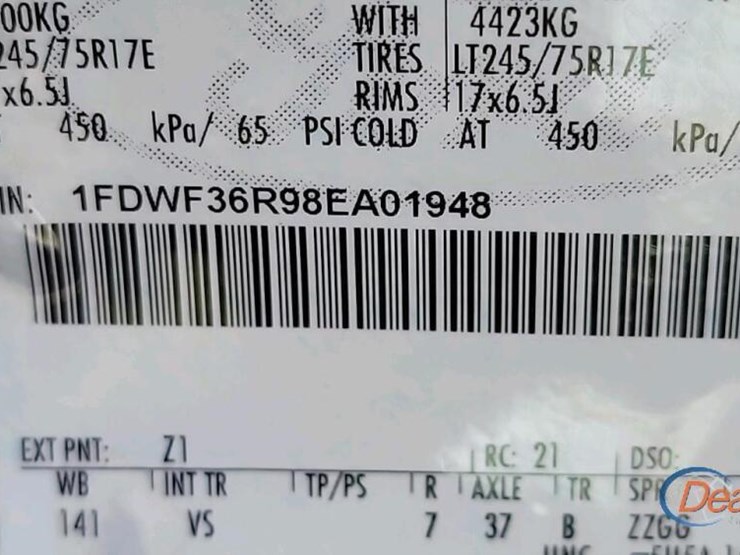 00KG WITH 4423KG
245/75R17E TIRES LT245/75R17E
x6.5J RIMS 17x6.5J
450 kPa/ 65 PSI COLD AT 450 kPa/
IN: 1FDWF36R98EA01948
EXT PNT: Z1 RC: 21 DSO:
WB INT TR TP/PS R AXLE TR SPR
141 VS 7 37 B ZZGG
Dea